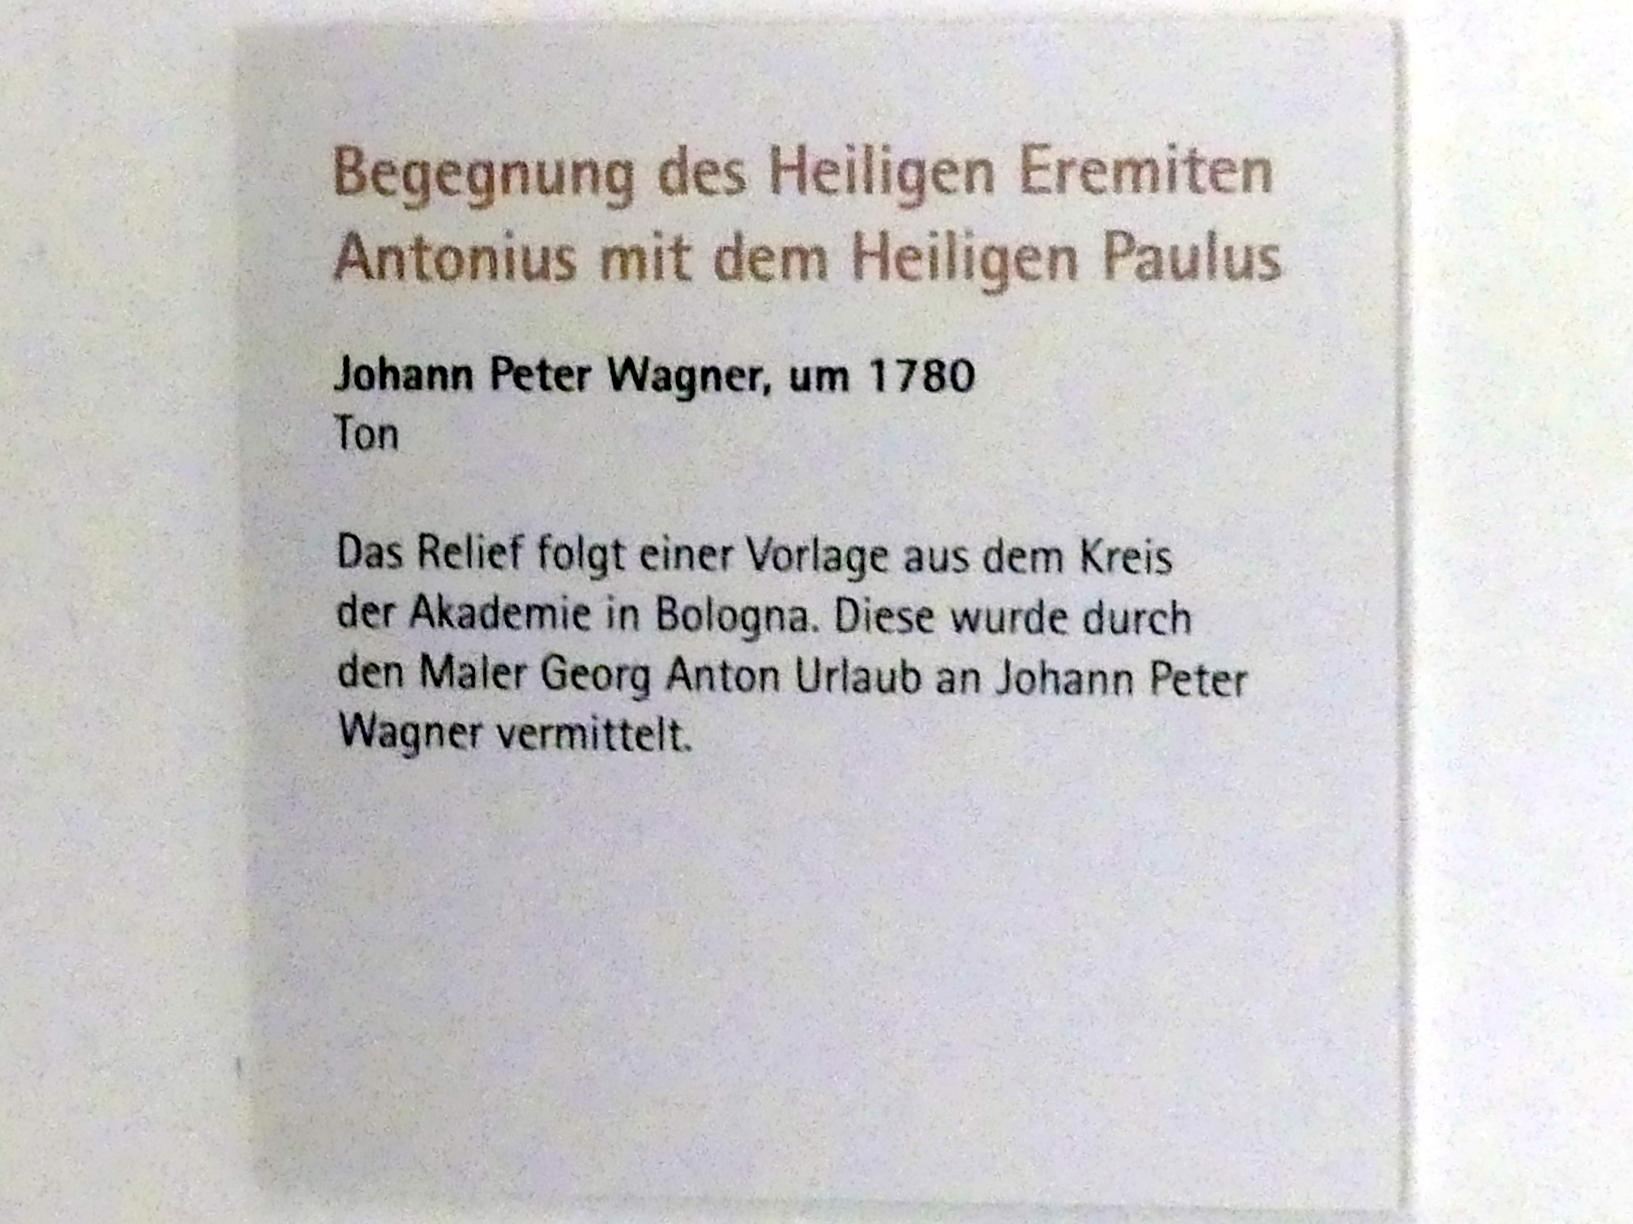 Begegnung des Heiligen Eremiten
Antonius mit dem Heiligen Paulus
Johann Peter Wagner, um 1780
Ton
Das Relief folgt einer Vorlage aus dem Kreis
der Akademie in Bologna. Diese wurde durch
den Maler Georg Anton Urlaub an Johann Peter
Wagner vermittelt.